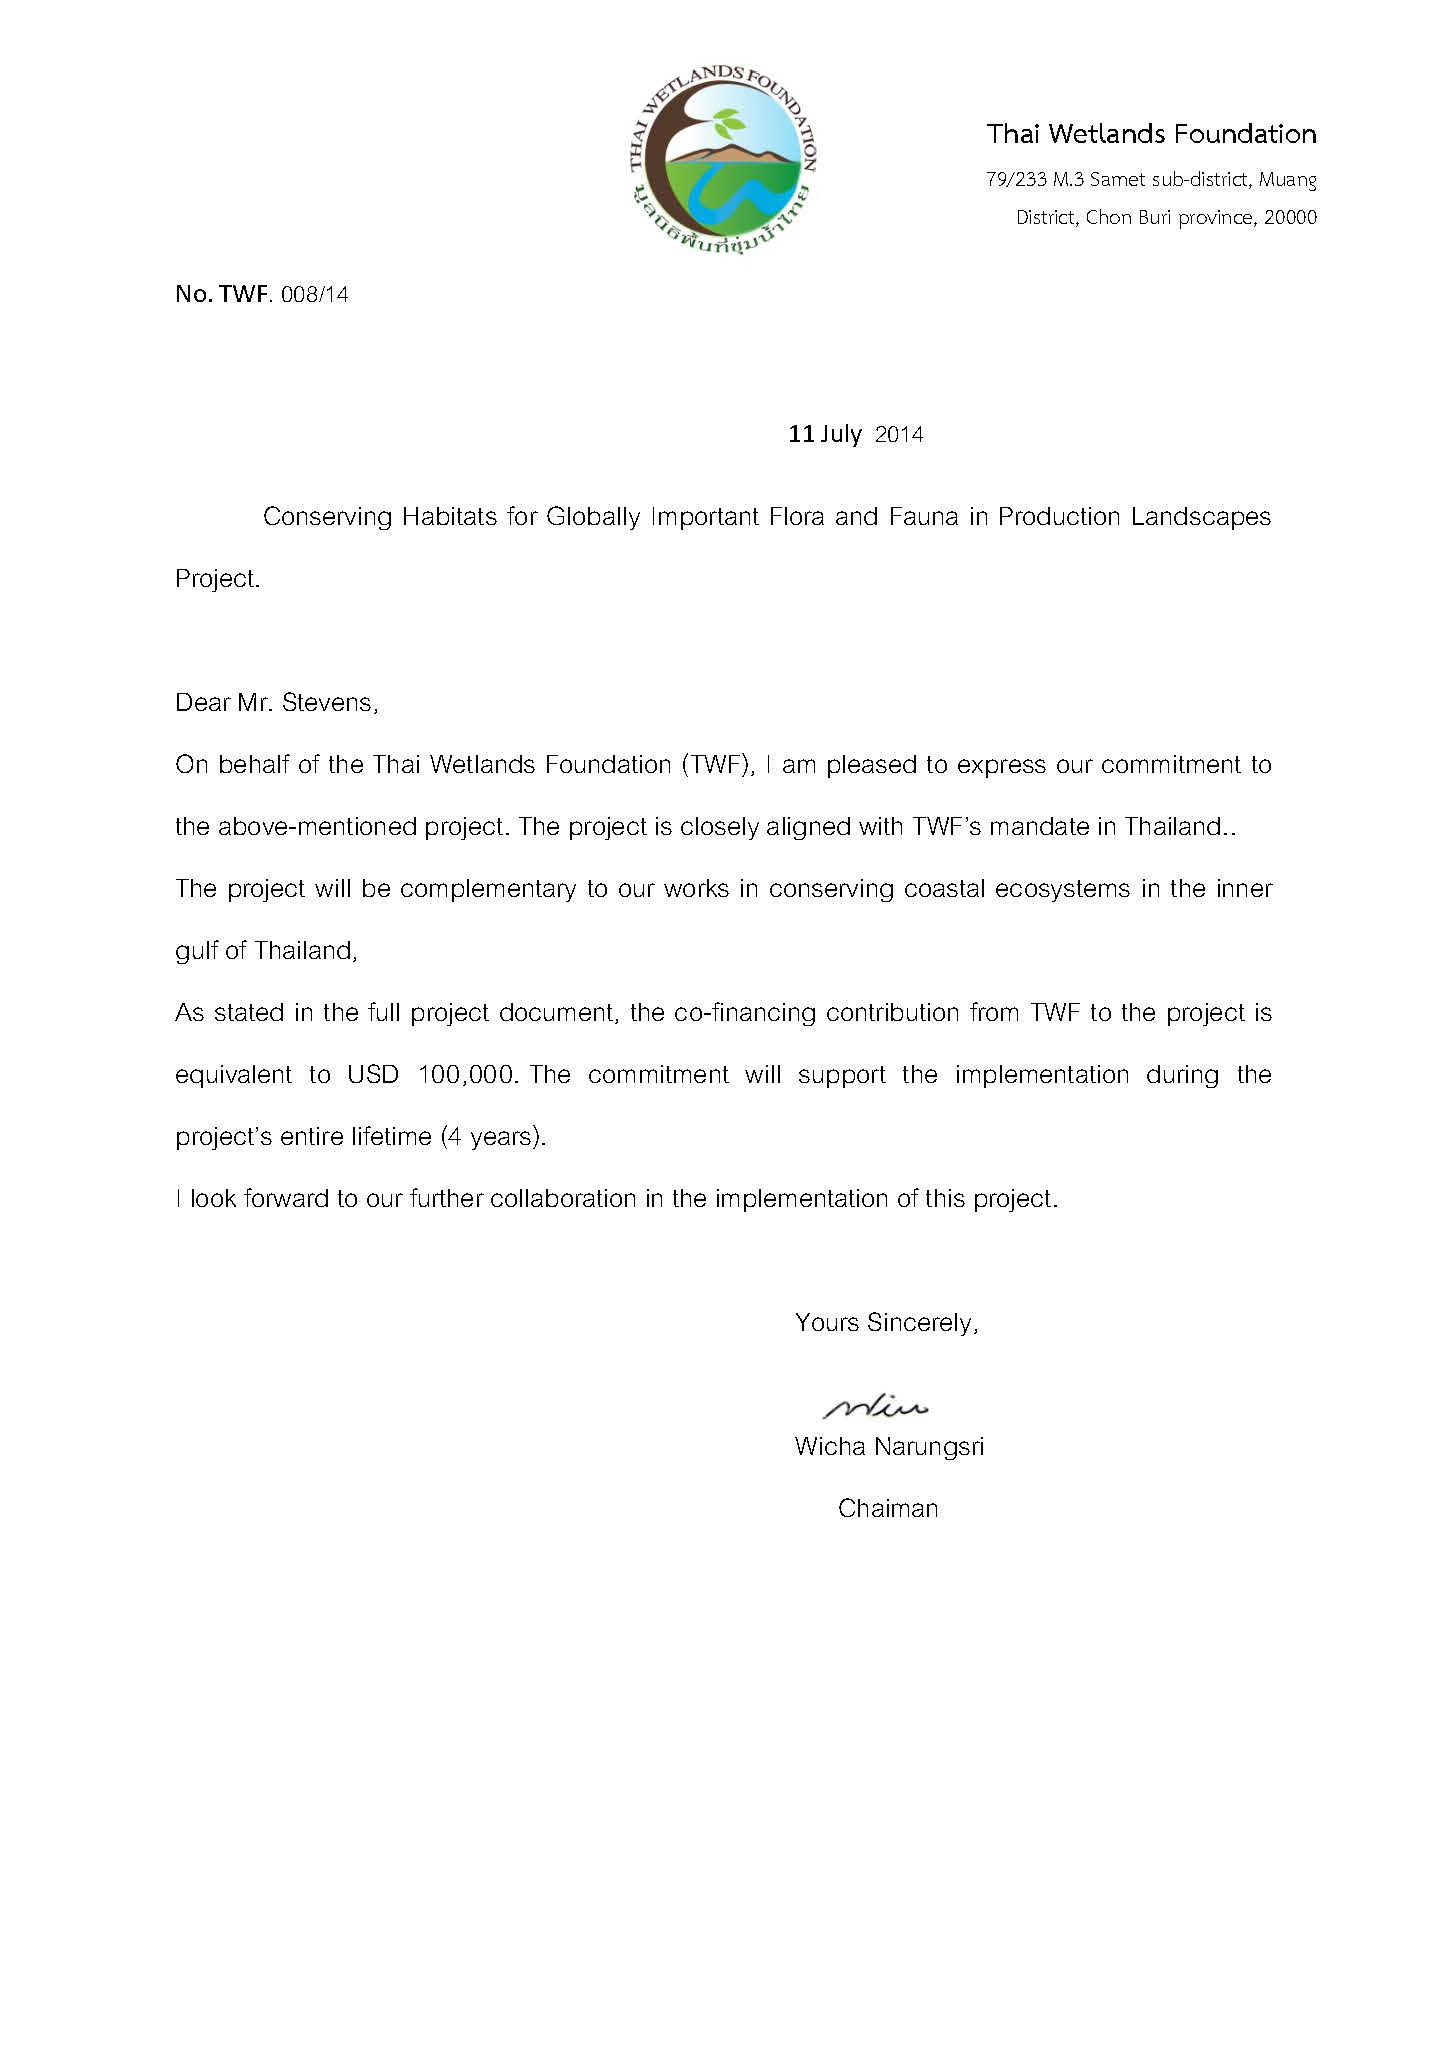 THAI WETLANDS FOUNDATION
มูลนิธิพื้นที่ชุ่มน้ำไทย
Thai Wetlands Foundation
79/233 M.3 Samet sub-district, Muang
District, Chon Buri province, 20000
No. TWF. 008/14
11 July 2014
Conserving Habitats for Globally Important Flora and Fauna in Production Landscapes
Project.
Dear Mr. Stevens,
On behalf of the Thai Wetlands Foundation (TWF), I am pleased to express our commitment to
the above-mentioned project. The project is closely aligned with TWF’s mandate in Thailand..
The project will be complementary to our works in conserving coastal ecosystems in the inner
gulf of Thailand,
As stated in the full project document, the co-financing contribution from TWF to the project is
equivalent to USD 100,000. The commitment will support the implementation during the
project’s entire lifetime (4 years).
I look forward to our further collaboration in the implementation of this project.
Yours Sincerely,
Wicha Narungsri
Chaiman